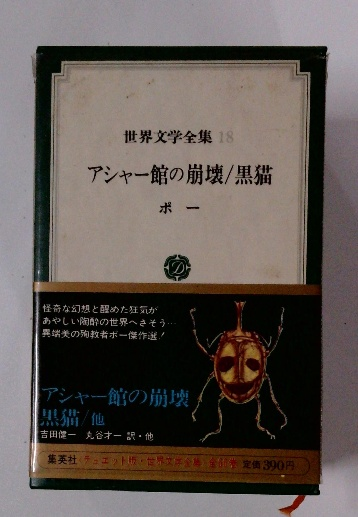 世界文学全集 18
アシャー館の崩壊/黒猫
ポー
D
怪奇な幻想と醒めた狂気が
あやしい陶酔の世界へさそう…
異端美の殉教者ポー傑作選！
アシャー館の崩壊
黒猫/他
吉田健一 丸谷才一 訳・他
集英社 デュエット版・世界文学全集 定価390円